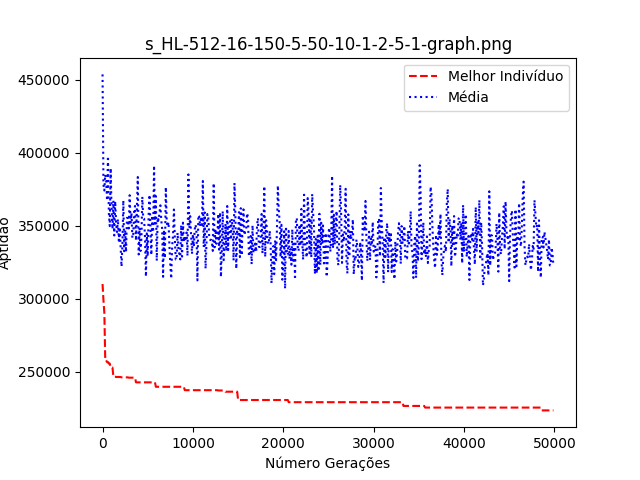 s_HL-512-16-150-5-50-10-1-2-5-1-graph.png
Melhor Indivíduo
Média
450000
400000
350000
300000
250000
Aptidão
0 10000 20000 30000 40000 50000
Número Gerações